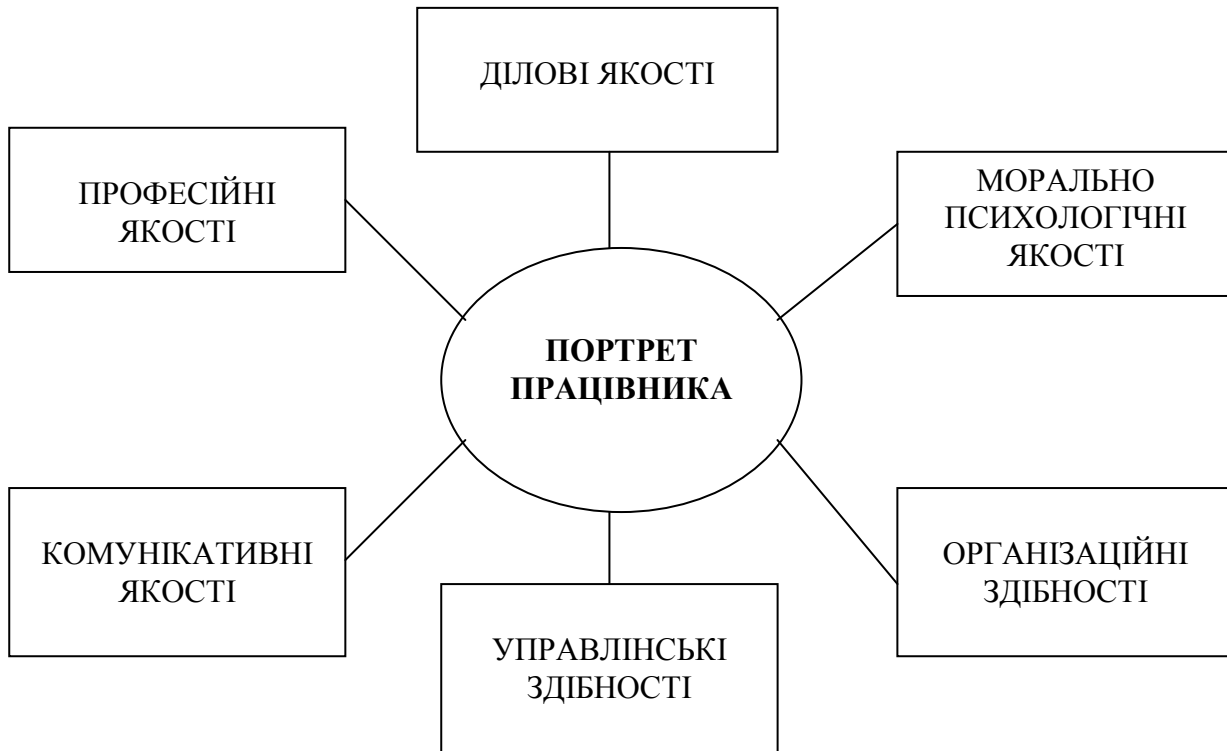 ДІЛОВІ ЯКОСТІ
ПРОФЕСІЙНІ
ЯКОСТІ
МОРАЛЬНО
ПСИХОЛОГІЧНІ
ЯКОСТІ
ПОРТРЕТ
ПРАЦІВНИКА
КОМУНІКАТИВНІ
ЯКОСТІ
ОРГАНІЗАЦІЙНІ
ЗДІБНОСТІ
УПРАВЛІНСЬКІ
ЗДІБНОСТІ